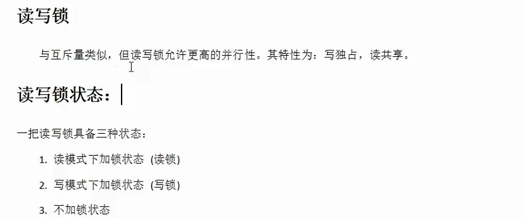 读写锁
与互斥量类似，但读写锁允许更高的并行性。其特性为：写独占，读共享。
读写锁状态：
一把读写锁具备三种状态：
1. 读模式下加锁状态 (读锁)
2. 写模式下加锁状态 (写锁)
3. 不加锁状态